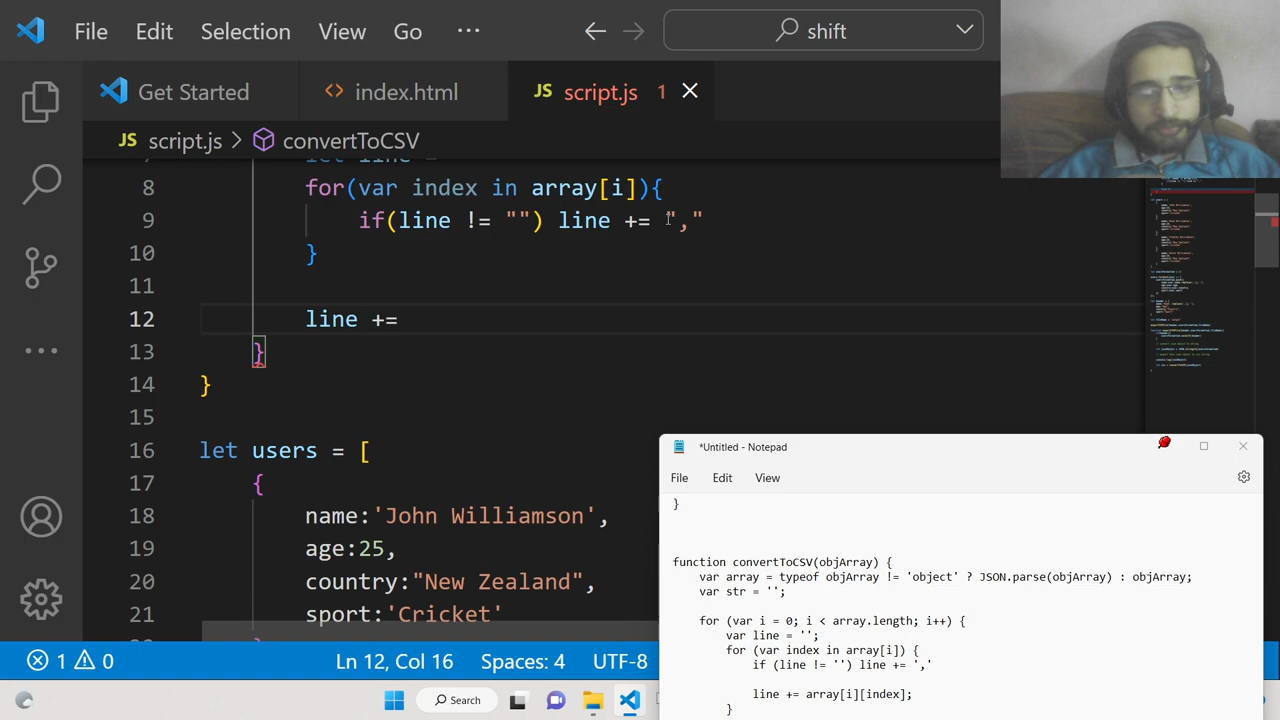 File Edit Selection View Go ··· shift
Get Started index.html JS script.js 1
JS script.js > convertToCSV
8 for(var index in array[i]){
9 if(line != "") line += ","
10 }
11
12 line +=
13 }
14 }
15
16 let users = [
17 {
18 name:'John Williamson',
19 age:25,
20 country:"New Zealand",
21 sport:'Cricket'
1 0 Ln 12, Col 16 Spaces: 4 UTF-8
Search
*Untitled - Notepad
File Edit View
}
function convertToCSV(objArray) {
var array = typeof objArray != 'object' ? JSON.parse(objArray) : objArray;
var str = '';
for (var i = 0; i < array.length; i++) {
var line = '';
for (var index in array[i]) {
if (line != '') line += ','
line += array[i][index];
}